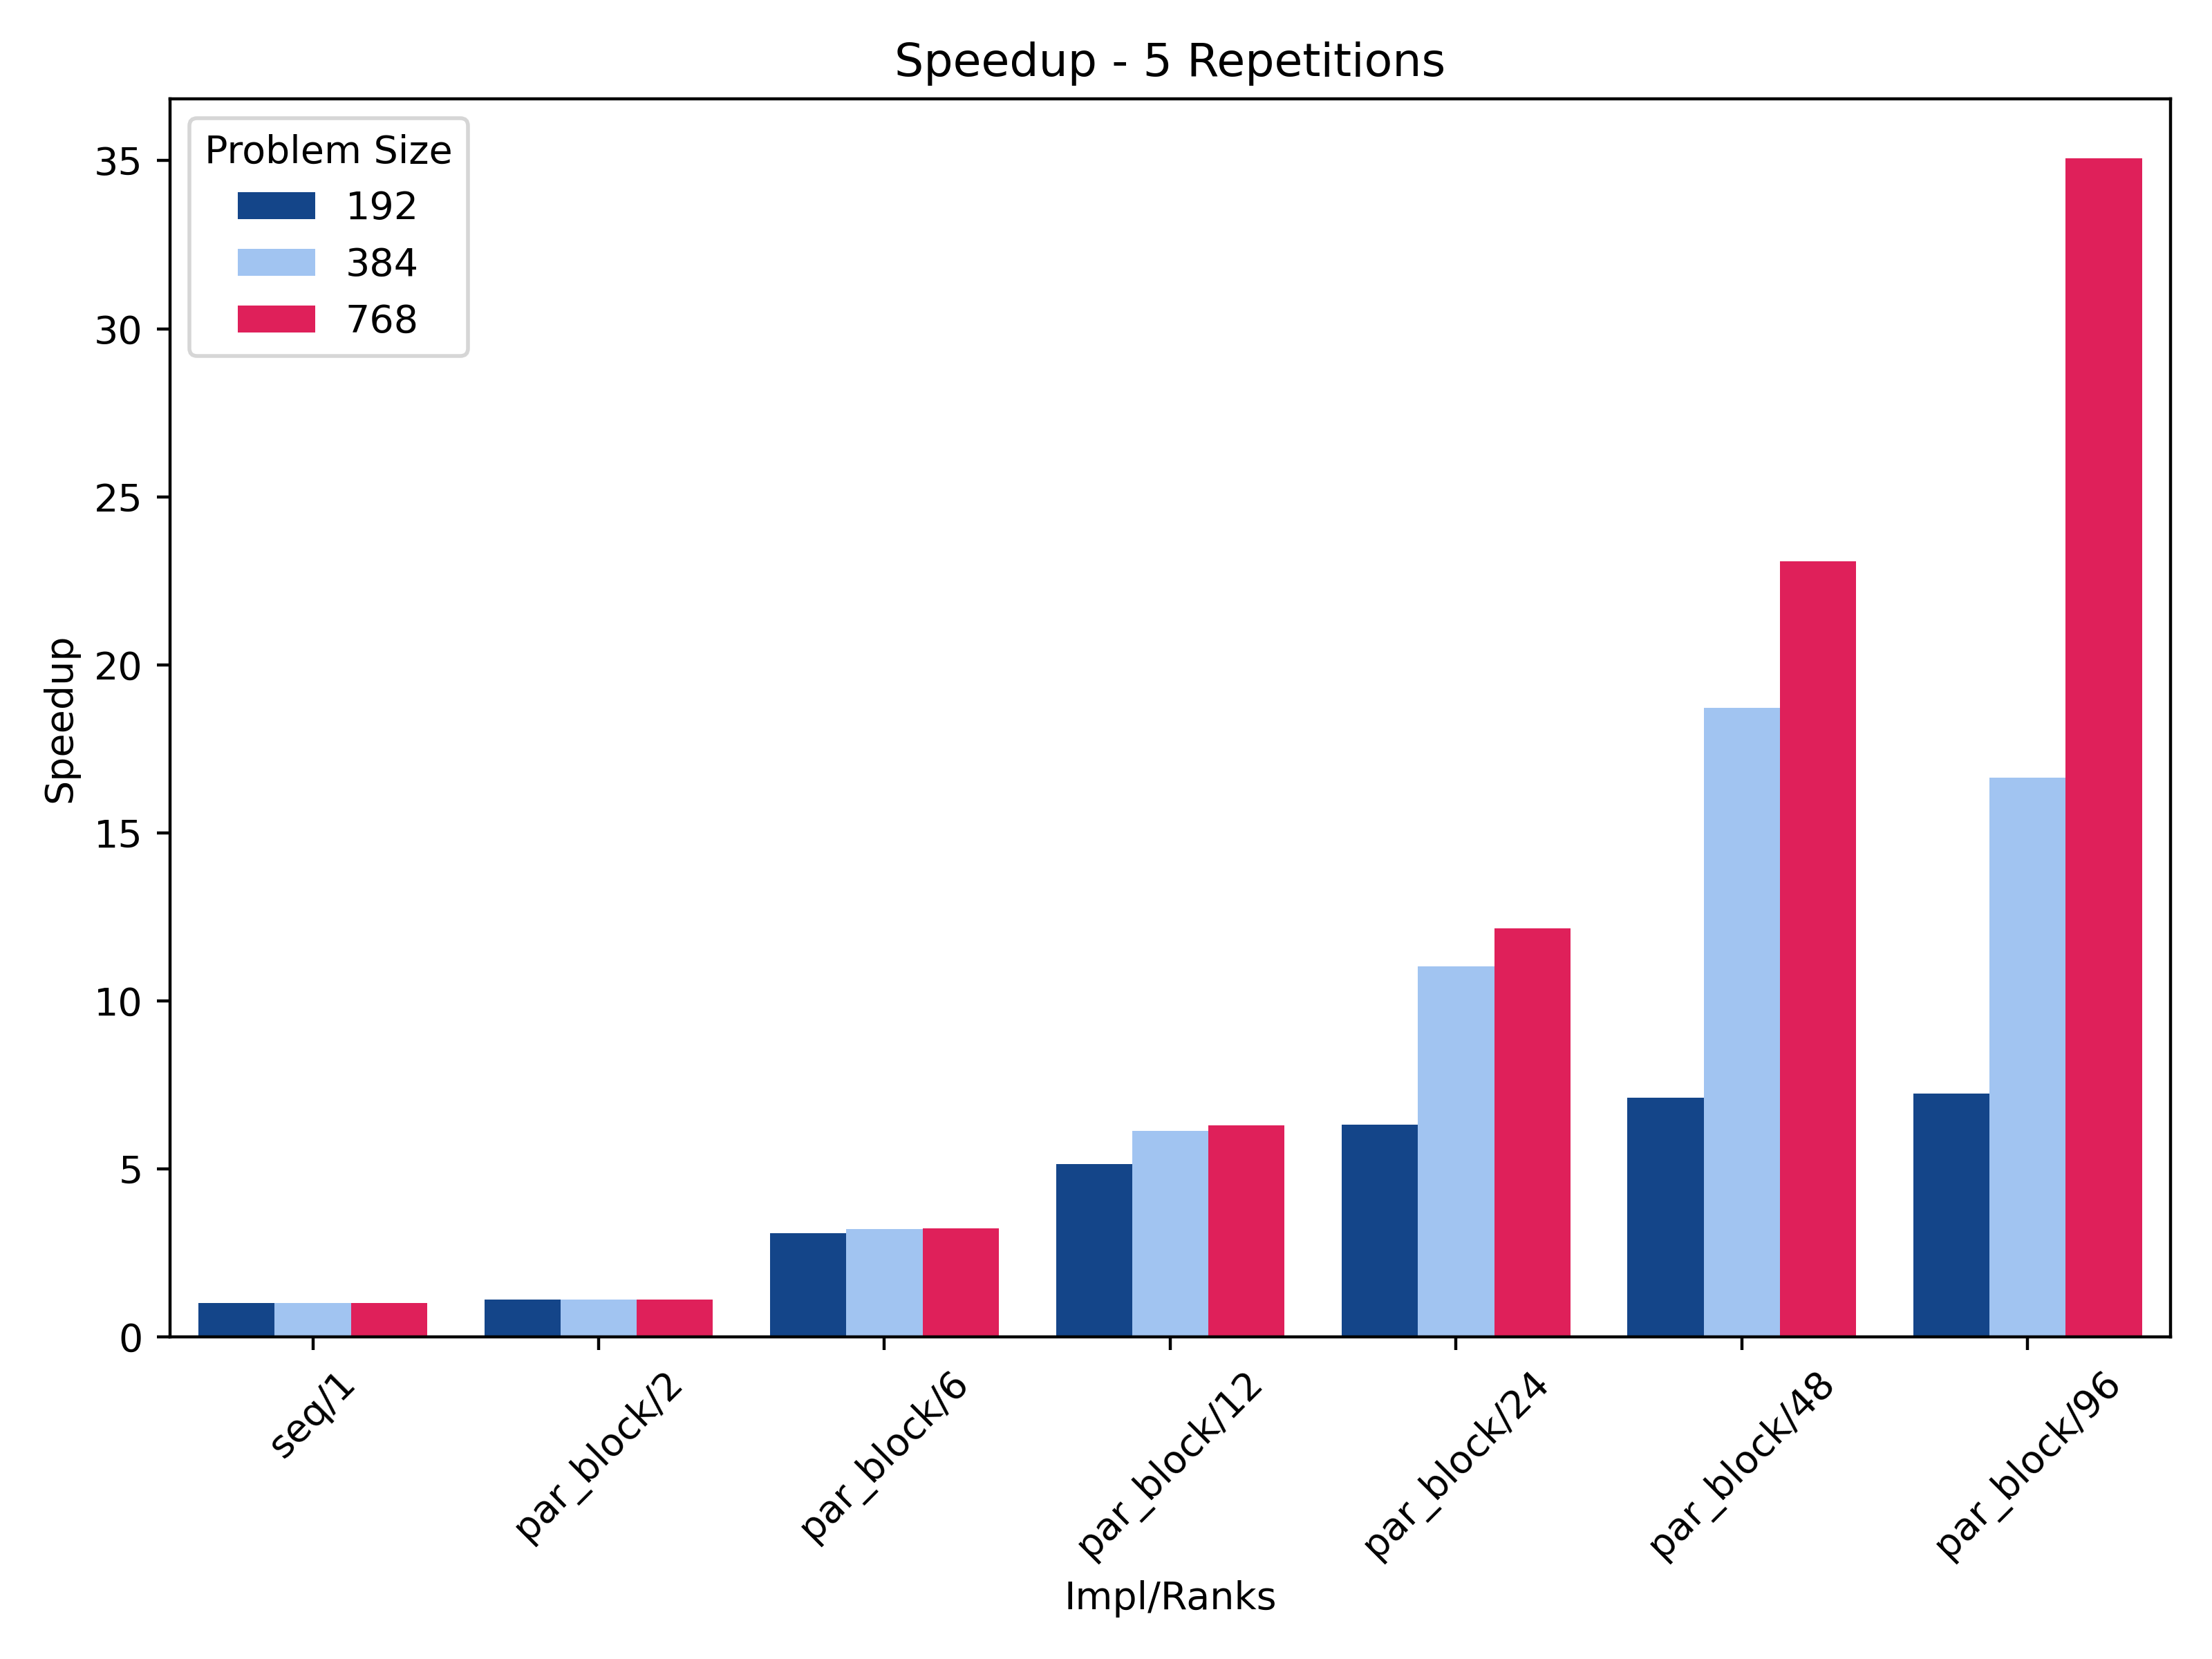 Speedup - 5 Repetitions
Problem Size
192
384
768
Speedup
35
30
25
20
15
10
5
0
seq/1
par_block/2
par_block/6
par_block/12
par_block/24
par_block/48
par_block/96
Impl/Ranks